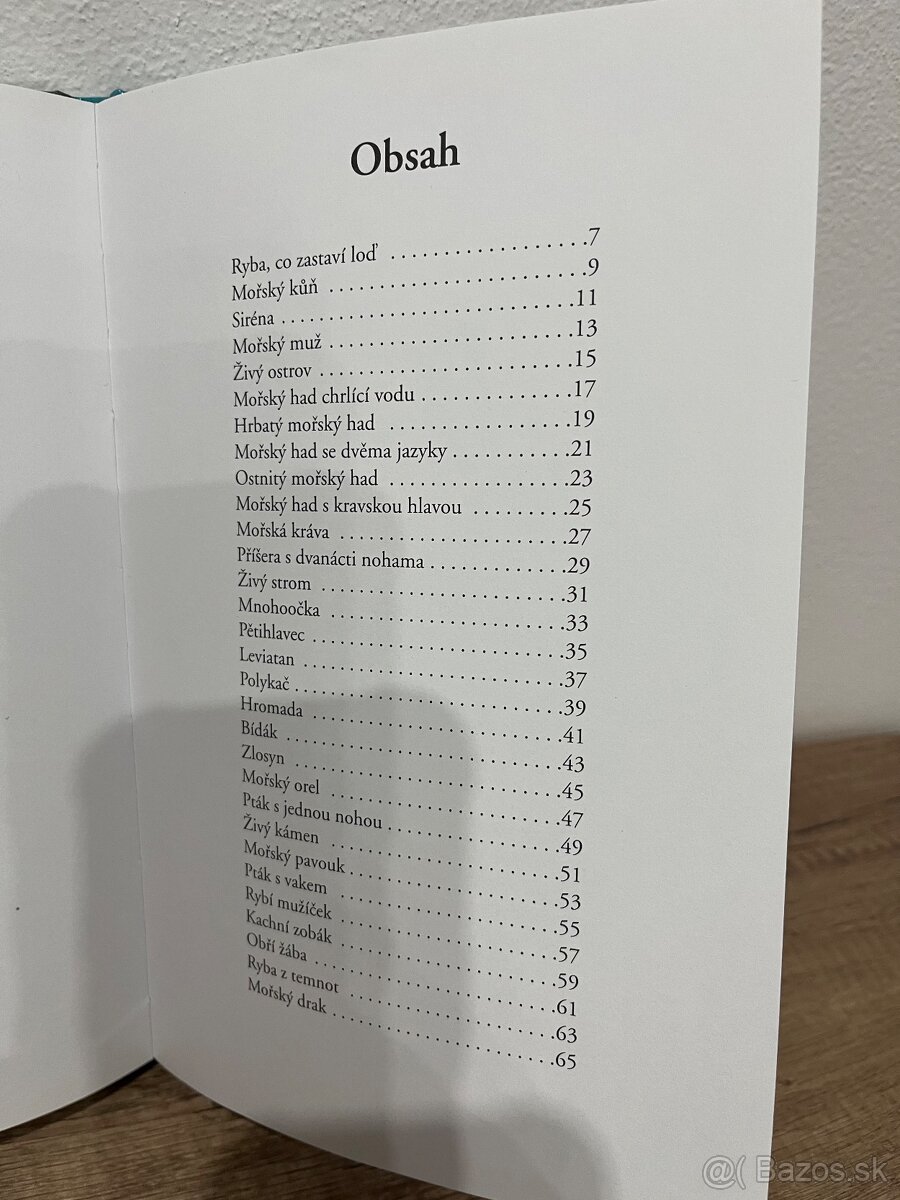 Obsah
Ryba, co zastaví loď ....................7
Mořský kůň ....................9
Siréna ....................11
Mořský muž ....................13
Živý ostrov ....................15
Mořský had chrlící vodu ............17
Hrbatý mořský had ..............19
Mořský had se dvěma jazyky .........21
Ostnitý mořský had ..............23
Mořský had s kravskou hlavou .........25
Mořská kráva ..................27
Příšera s dvanácti nohama ...........29
Živý strom ....................31
Mnohoočka ....................33
Pětihlavec ....................35
Leviatan ....................37
Polykač ....................39
Hromada ....................41
Bídák ....................43
Zlosyn ....................45
Mořský orel ....................47
Pták s jednou nohou ..............49
Živý kámen ....................51
Mořský pavouk ................53
Pták s vakem ..................55
Rybí mužíček ..................57
Kachní zobák ..................59
Obří žába ....................61
Ryba z temnot ..................63
Mořský drak ..................65
@( Bazos.sk